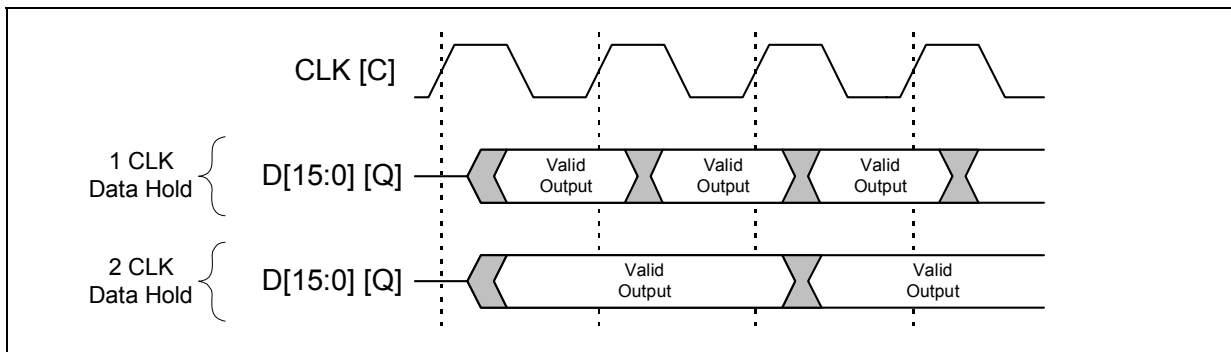 CLK [C]
1 CLK
Data Hold
D[15:0] [Q]
Valid
Output
Valid
Output
Valid
Output
2 CLK
Data Hold
D[15:0] [Q]
Valid
Output
Valid
Output